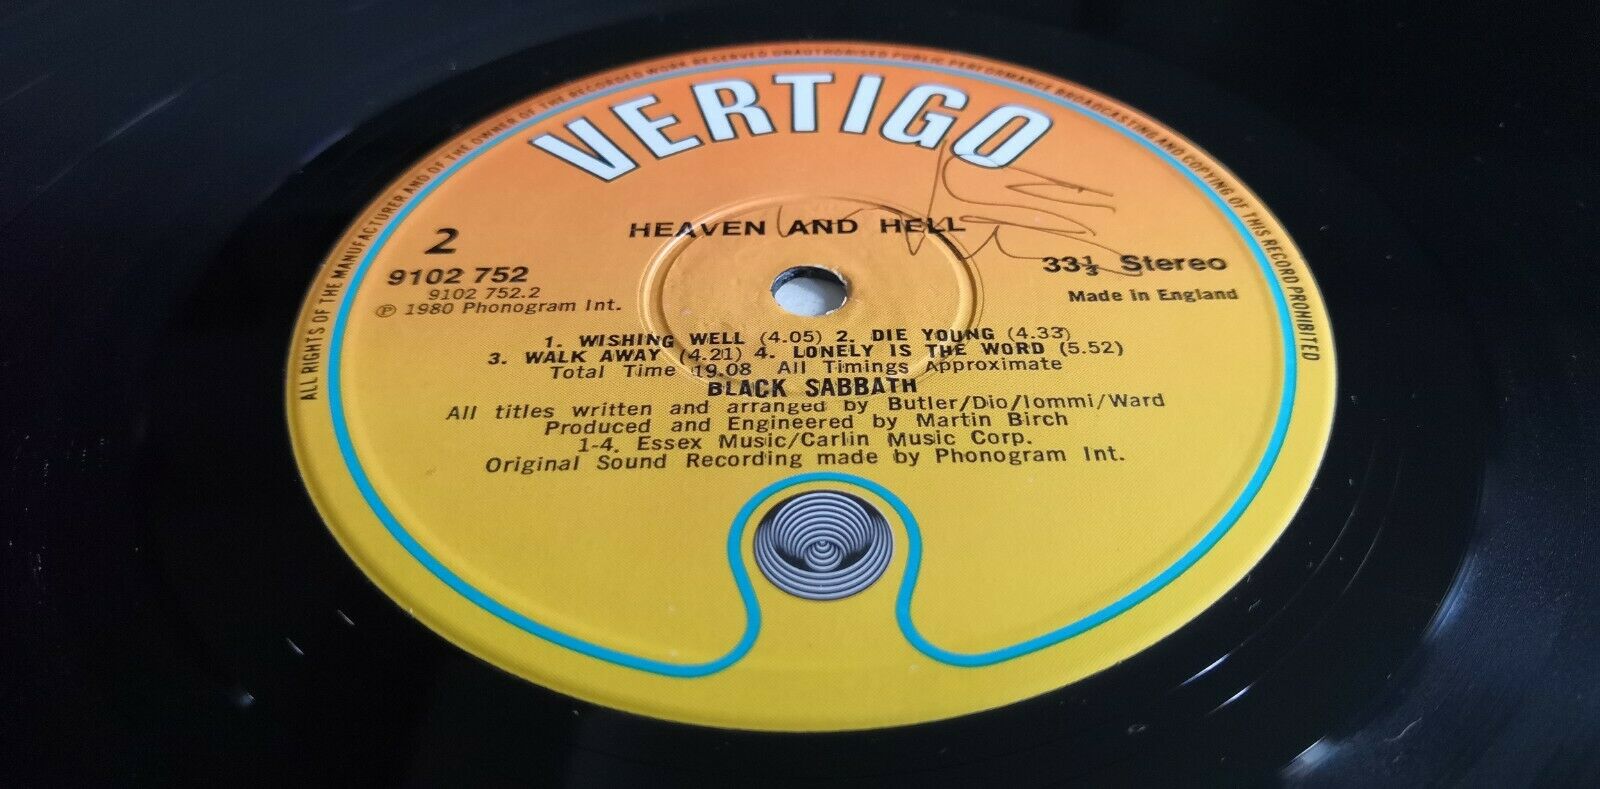 ALL RIGHTS OF THE MANUFACTURER AND OF THE OWNER OF THE RECORDED WORK RESERVED UNAUTHORISED PUBLIC PERFORMANCE BROADCASTING AND COPYING OF THIS RECORD PROHIBITED
VERTIGO
HEAVEN AND HELL
2
9102 752
9102 752.2
℗ 1980 Phonogram Int.
33⅓ Stereo
Made in England
1. WISHING WELL (4.05) 2. DIE YOUNG (4.33)
3. WALK AWAY (4.21) 4. LONELY IS THE WORD (5.52)
Total Time 19.08 All Timings Approximate
BLACK SABBATH
All titles written and arranged by Butler/Dio/Iommi/Ward
Produced and Engineered by Martin Birch
1-4. Essex Music/Carlin Music Corp.
Original Sound Recording made by Phonogram Int.